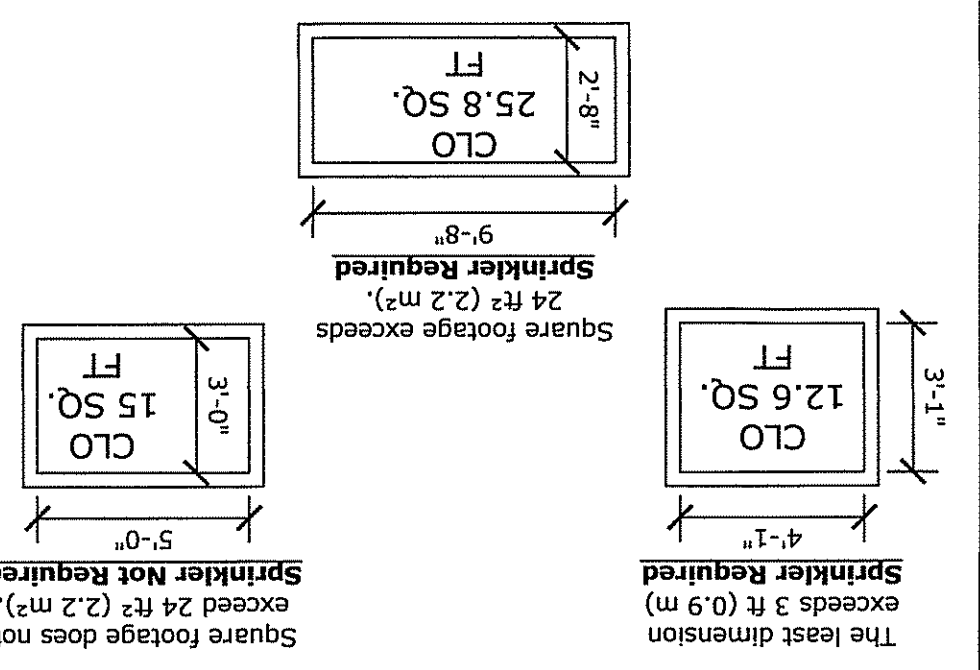 The least dimension
exceeds 3 ft (0.9 m)
Sprinkler Required
4'-1"
3'-1"
CLO
12.6 SQ.
FT
Square footage does not
exceed 24 ft² (2.2 m²).
Sprinkler Not Require
5'-0"
3'-0"
CLO
15 SQ.
FT
Square footage exceeds
24 ft² (2.2 m²).
Sprinkler Required
9'-8"
2'-8"
CLO
25.8 SQ.
FT